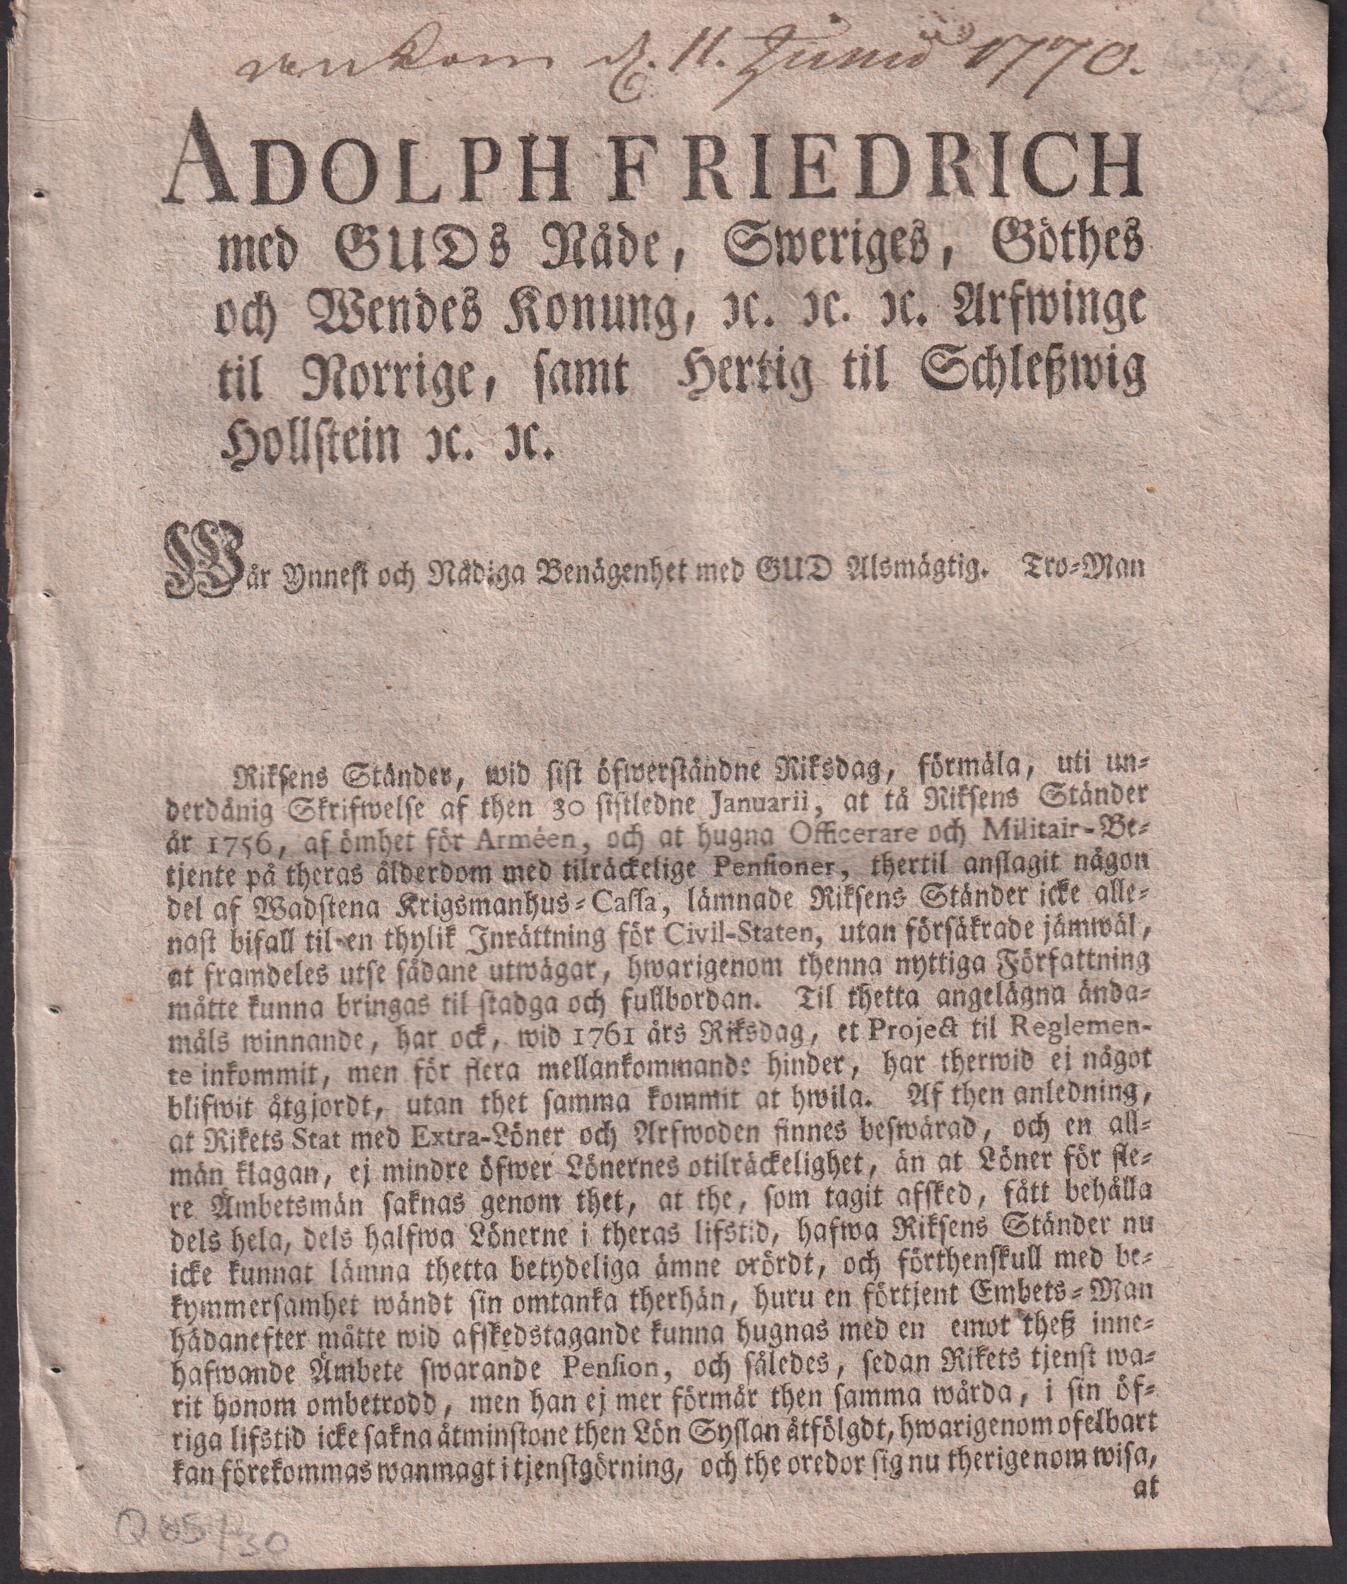 ankom d. 11. Junii 1770.
ADOLPH FRIEDRICH
med GUDs Nåde, Sweriges, Göthes
och Wendes Konung, ꝛc. ꝛc. ꝛc. Arfwinge
til Norrige, samt Hertig til Schleßwig
Hollstein ꝛc. ꝛc.
Wår Ynnest och Nådiga Benägenhet med GUD Alsmägtig. Tro-Man
Riksens Ständer, wid sist öfwerståndne Riksdag, förmäla, uti un-
derdånig Skrifwelse af then 30 sistledne Januarii, at tå Riksens Ständer
år 1756, af ömhet för Arméen, och at hugna Officerare och Militair-Be-
tjente på theras ålderdom med tilräckelige Pensioner, thertil anslagit någon
del af Wadstena Krigsmanhus-Cassa, lämnade Riksens Ständer icke alle-
nast bifall til en thylik Inrättning för Civil-Staten, utan försäkrade jämwäl,
at framdeles utse sådane utwägar, hwarigenom thenna nyttiga Författning
måtte kunna bringas til stadga och fullbordan. Til thetta angelägna ända-
måls winnande, har ock, wid 1761 års Riksdag, et Project til Reglemen-
te inkommit, men för flera mellankommande hinder, har therwid ej något
blifwit åtgjordt, utan thet samma kommit at hwila. Af then anledning,
at Rikets Stat med Extra-Löner och Arfwoden finnes beswärad, och en all-
män klagan, ej mindre öfwer Lönernes otilräckelighet, än at Löner för fle-
re Ämbetsmän saknas genom thet, at the, som tagit afsked, fått behålla
dels hela, dels halfwa Lönerne i theras lifstid, hafwa Riksens Ständer nu
icke kunnat lämna thetta betydeliga ämne orördt, och förthenskull med be-
kymmersamhet wändt sin omtanka therhän, huru en förtjent Embets-Man
hädanefter måtte wid afskedstagande kunna hugnas med en emot theß inne-
hafwande Ämbete swarande Pension, och således, sedan Rikets tjenst wa-
rit honom ombetrodd, men han ej mer förmår then samma wårda, i sin öf-
riga lifstid icke sakna åtminstone then Lön Syslan åtfölgdt, hwarigenom ofelbart
kan förekommas wanmagt i tjenstgörning, och the oredor sig nu therigenom wisa,
at
Q 85/30